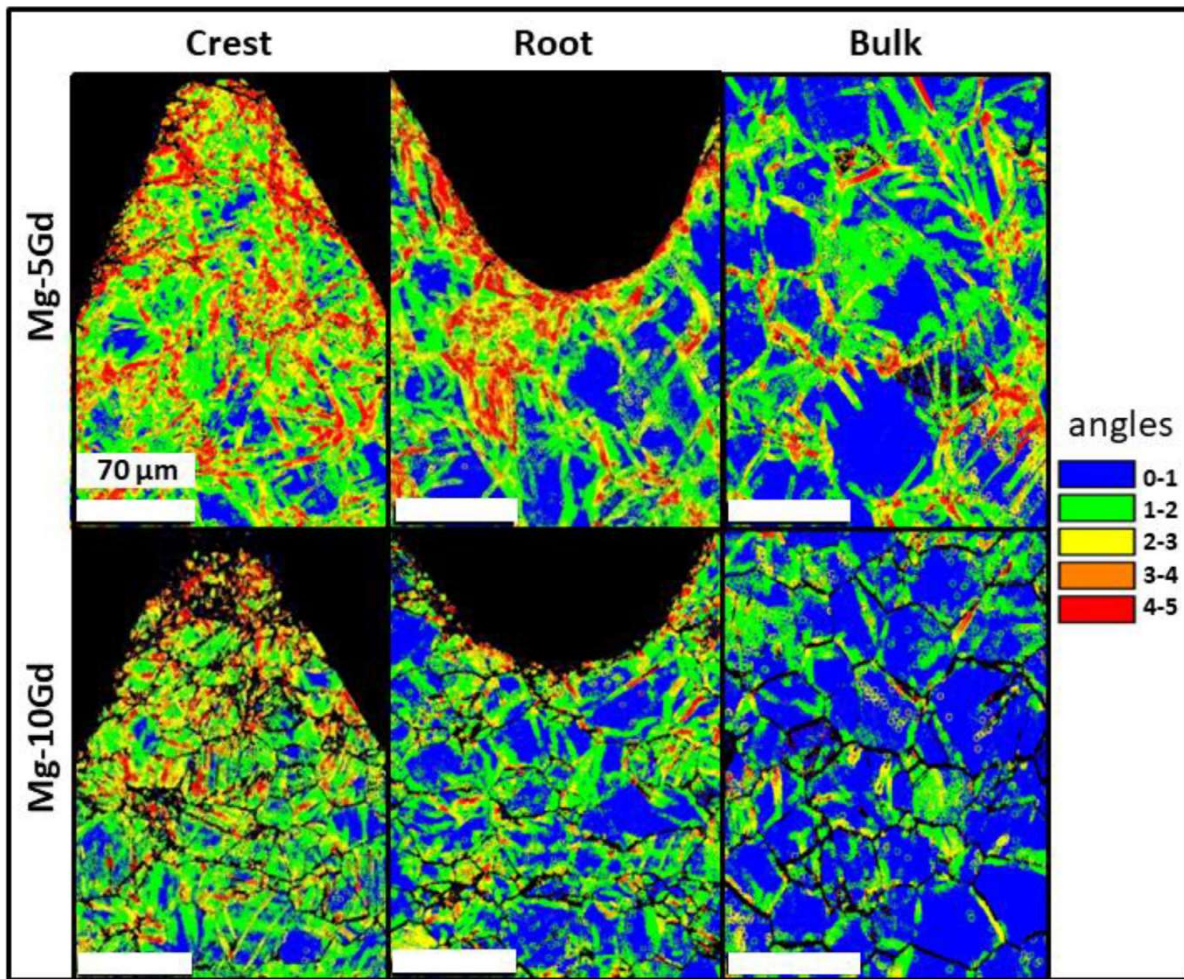 Crest Root Bulk
Mg-5Gd
70 µm
angles
0-1
1-2
2-3
3-4
4-5
Mg-10Gd